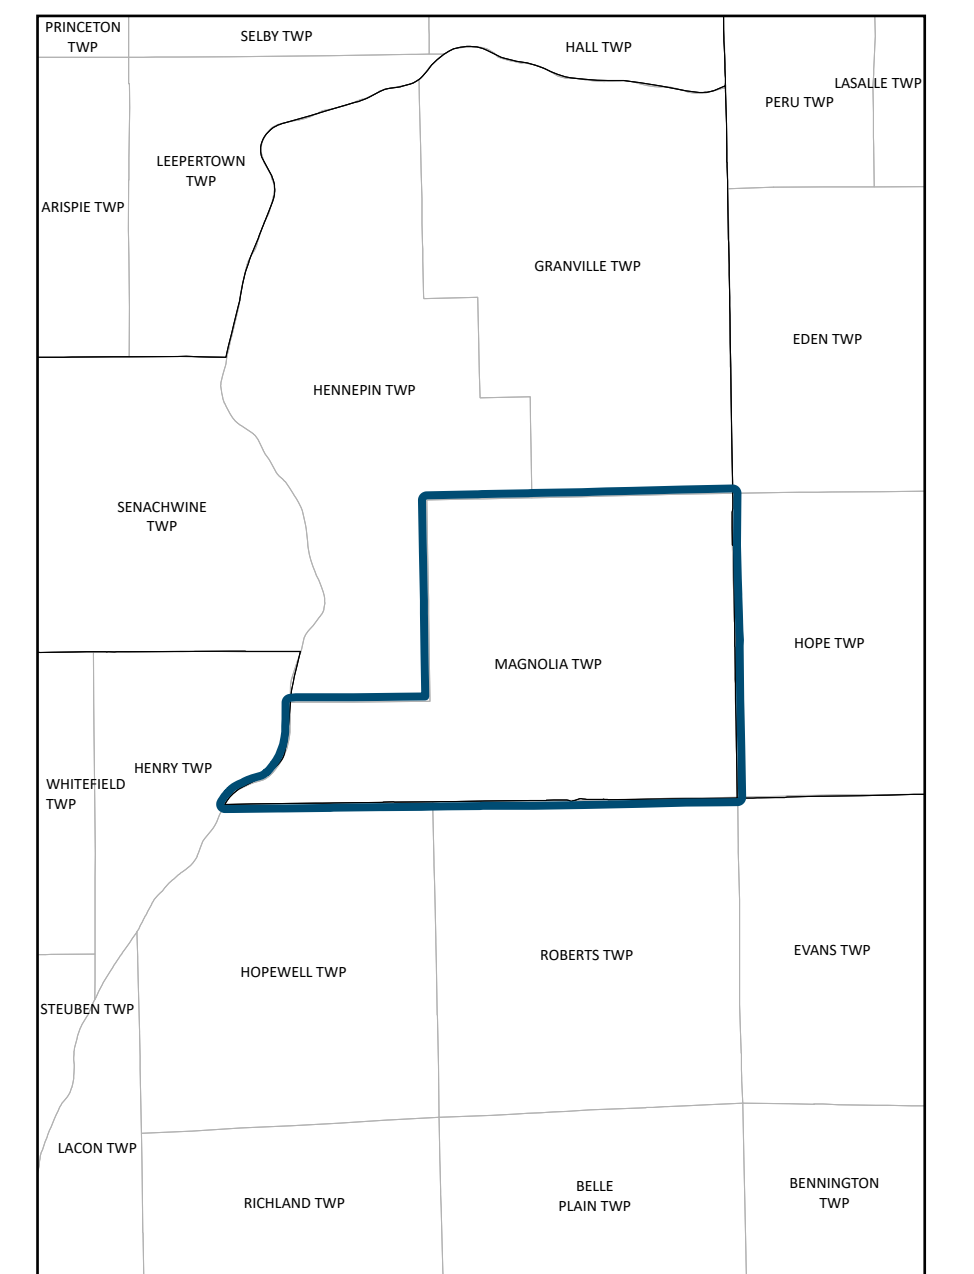 PRINCETON
TWP
SELBY TWP
HALL TWP
LASALLE TWP
PERU TWP
LEEPERTOWN
TWP
ARISPIE TWP
GRANVILLE TWP
EDEN TWP
HENNEPIN TWP
SENACHWINE
TWP
HOPE TWP
MAGNOLIA TWP
HENRY TWP
WHITEFIELD
TWP
EVANS TWP
ROBERTS TWP
HOPEWELL TWP
STEUBEN TWP
LACON TWP
BENNINGTON
TWP
BELLE
PLAIN TWP
RICHLAND TWP